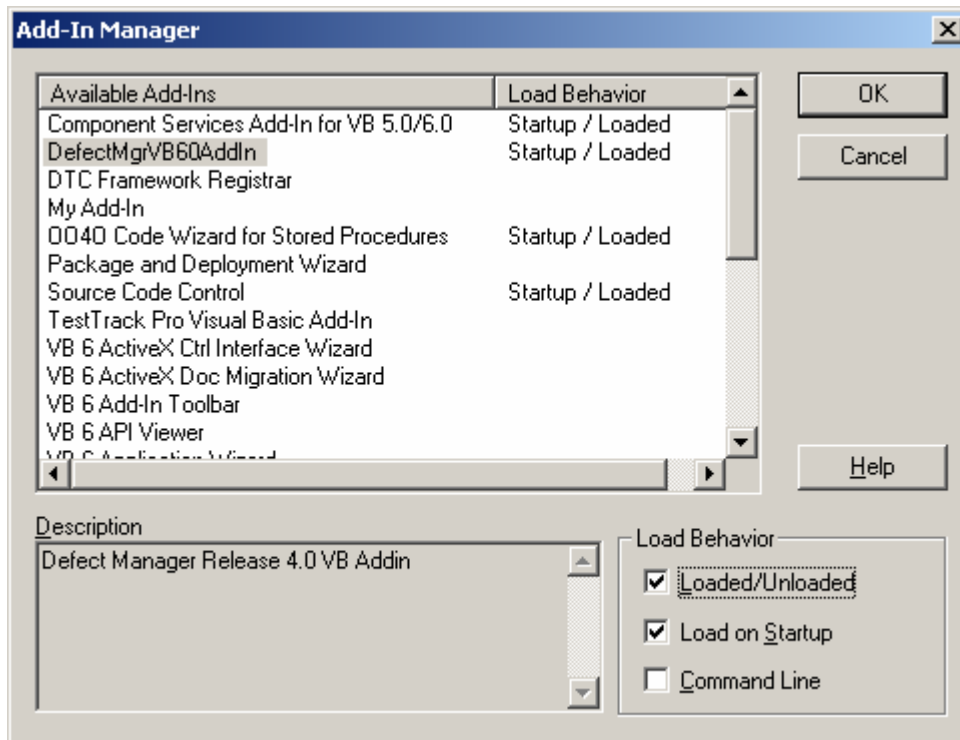 Add-In Manager
Available Add-Ins Load Behavior
Component Services Add-In for VB 5.0/6.0 Startup / Loaded
DefectMgrVB60AddIn Startup / Loaded
DTC Framework Registrar
My Add-In
OO4O Code Wizard for Stored Procedures Startup / Loaded
Package and Deployment Wizard
Source Code Control Startup / Loaded
TestTrack Pro Visual Basic Add-In
VB 6 ActiveX Ctrl Interface Wizard
VB 6 ActiveX Doc Migration Wizard
VB 6 Add-In Toolbar
VB 6 API Viewer
VB 6 Application Wizard
OK
Cancel
Help
Description
Defect Manager Release 4.0 VB Addin
Load Behavior
Loaded/Unloaded
Load on Startup
Command Line